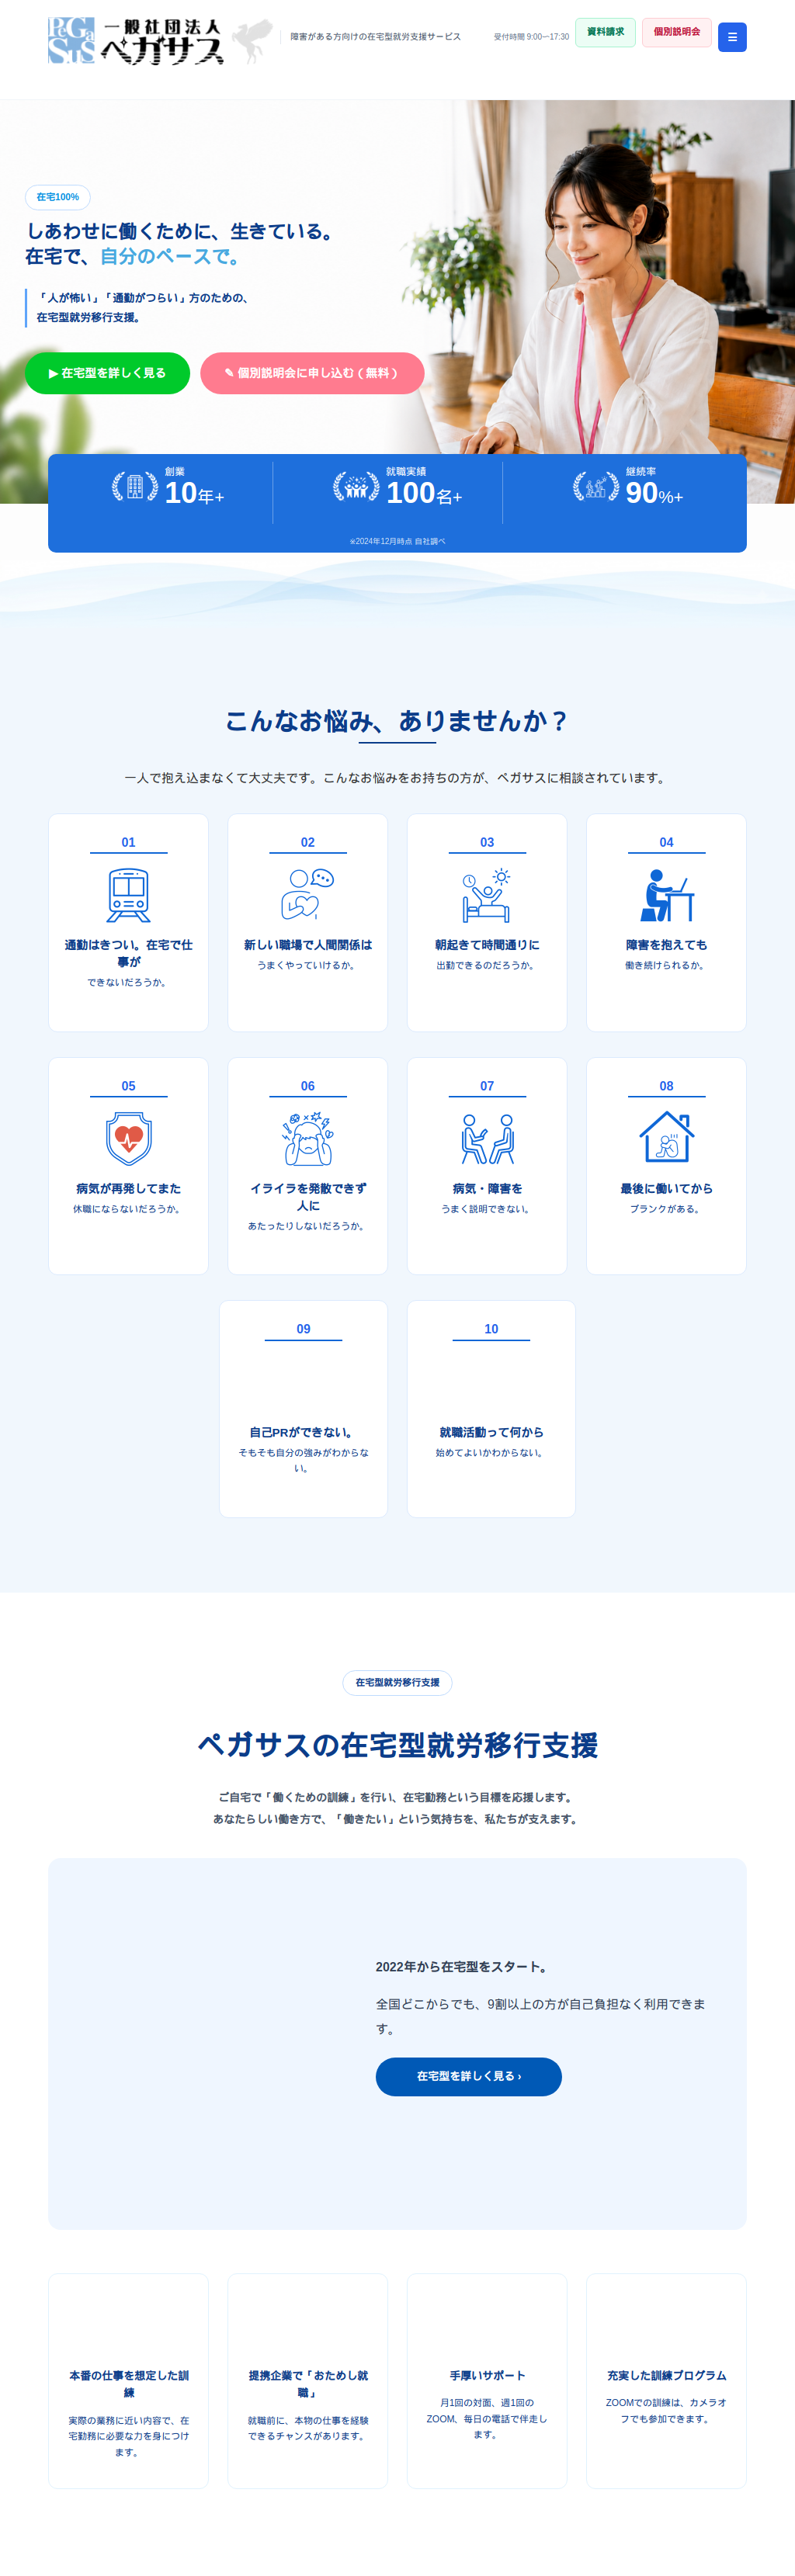 PeGaSuS
一般社団法人
ペガサス
障害がある方向けの在宅型就労支援サービス
受付時間 9:00〜17:30
資料請求
個別説明会
在宅100%
しあわせに働くために、生きている。
在宅で、自分のペースで。
「人が怖い」「通勤がつらい」方のための、
在宅型就労移行支援。
▶ 在宅型を詳しく見る
✎ 個別説明会に申し込む（無料）
創業
10年+
就職実績
100名+
継続率
90%+
※2024年12月時点 自社調べ
こんなお悩み、ありませんか？
一人で抱え込まなくて大丈夫です。こんなお悩みをお持ちの方が、ペガサスに相談されています。
01
通勤はきつい。在宅で仕
事が
できないだろうか。
02
新しい職場で人間関係は
うまくやっていけるか。
03
朝起きて時間通りに
出勤できるのだろうか。
04
障害を抱えても
働き続けられるか。
05
病気が再発してまた
休職にならないだろうか。
06
イライラを発散できず
人に
あたったりしないだろうか。
07
病気・障害を
うまく説明できない。
08
最後に働いてから
ブランクがある。
09
自己PRができない。
そもそも自分の強みがわからな
い。
10
就職活動って何から
始めてよいかわからない。
在宅型就労移行支援
ペガサスの在宅型就労移行支援
ご自宅で「働くための訓練」を行い、在宅勤務という目標を応援します。
あなたらしい働き方で、「働きたい」という気持ちを、私たちが支えます。
2022年から在宅型をスタート。
全国どこからでも、9割以上の方が自己負担なく利用できま
す。
在宅型を詳しく見る ›
本番の仕事を想定した訓
練
実際の業務に近い内容で、在
宅勤務に必要な力を身につけ
ます。
提携企業で「おためし就
職」
就職前に、本物の仕事を経験
できるチャンスがあります。
手厚いサポート
月1回の対面、週1回の
ZOOM、毎日の電話で伴走し
ます。
充実した訓練プログラム
ZOOMでの訓練は、カメラオ
フでも参加できます。